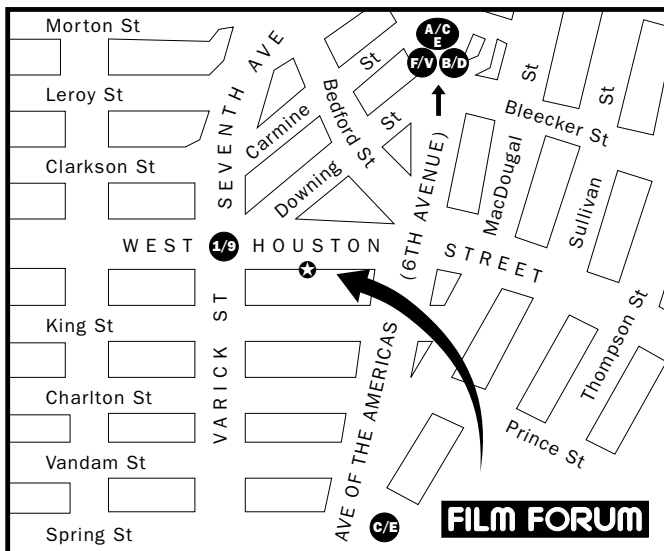 Morton St
Leroy St
Clarkson St
SEVENTH AVE
Carmine St
Bedford St
Downing St
A/C
E
F/V B/D
(6TH AVENUE)
MacDougal St
Bleecker St
Sullivan St
WEST 1/9 HOUSTON STREET
Thompson St
King St
Charlton St
Vandam St
Spring St
VARICK ST
AVE OF THE AMERICAS
Prince St
C/E
FILM FORUM